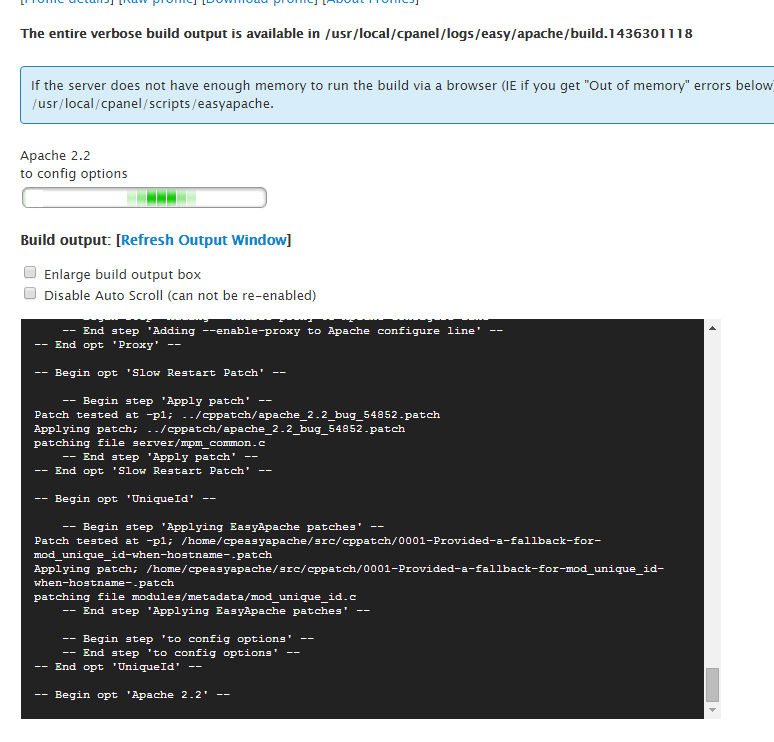 [Profile details] [Raw profile] [Download profile] [About Profiles]
The entire verbose build output is available in /usr/local/cpanel/logs/easy/apache/build.1436301118
If the server does not have enough memory to run the build via a browser (IE if you get "Out of memory" errors below)
/usr/local/cpanel/scripts/easyapache.
Apache 2.2
to config options
Build output: [Refresh Output Window]
Enlarge build output box
Disable Auto Scroll (can not be re-enabled)
-- Begin step 'Adding --enable-proxy to Apache configure line' --
-- End step 'Adding --enable-proxy to Apache configure line' --
-- End opt 'Proxy' --
-- Begin opt 'Slow Restart Patch' --
-- Begin step 'Apply patch' --
Patch tested at -p1; ../cppatch/apache_2.2_bug_54852.patch
Applying patch; ../cppatch/apache_2.2_bug_54852.patch
patching file server/mpm_common.c
-- End step 'Apply patch' --
-- End opt 'Slow Restart Patch' --
-- Begin opt 'UniqueId' --
-- Begin step 'Applying EasyApache patches' --
Patch tested at -p1; /home/cpeasyapache/src/cppatch/0001-Provided-a-fallback-for-
mod_unique_id-when-hostname-.patch
Applying patch; /home/cpeasyapache/src/cppatch/0001-Provided-a-fallback-for-mod_unique_id-
when-hostname-.patch
patching file modules/metadata/mod_unique_id.c
-- End step 'Applying EasyApache patches' --
-- Begin step 'to config options' --
-- End step 'to config options' --
-- End opt 'UniqueId' --
-- Begin opt 'Apache 2.2' --